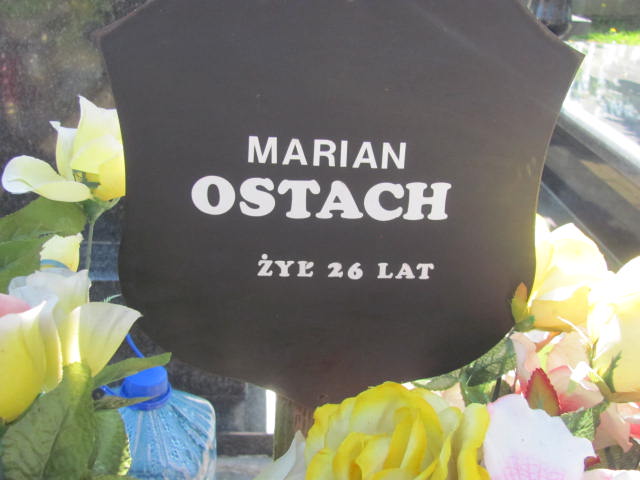 MARIAN
OSTACH
ŻYŁ 26 LAT